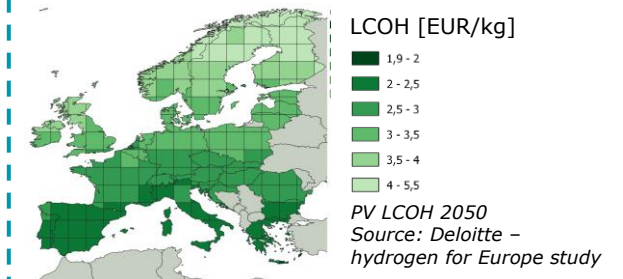 LCOH [EUR/kg]
1,9 - 2
2 - 2,5
2,5 - 3
3 - 3,5
3,5 - 4
4 - 5,5
PV LCOH 2050
Source: Deloitte –
hydrogen for Europe study